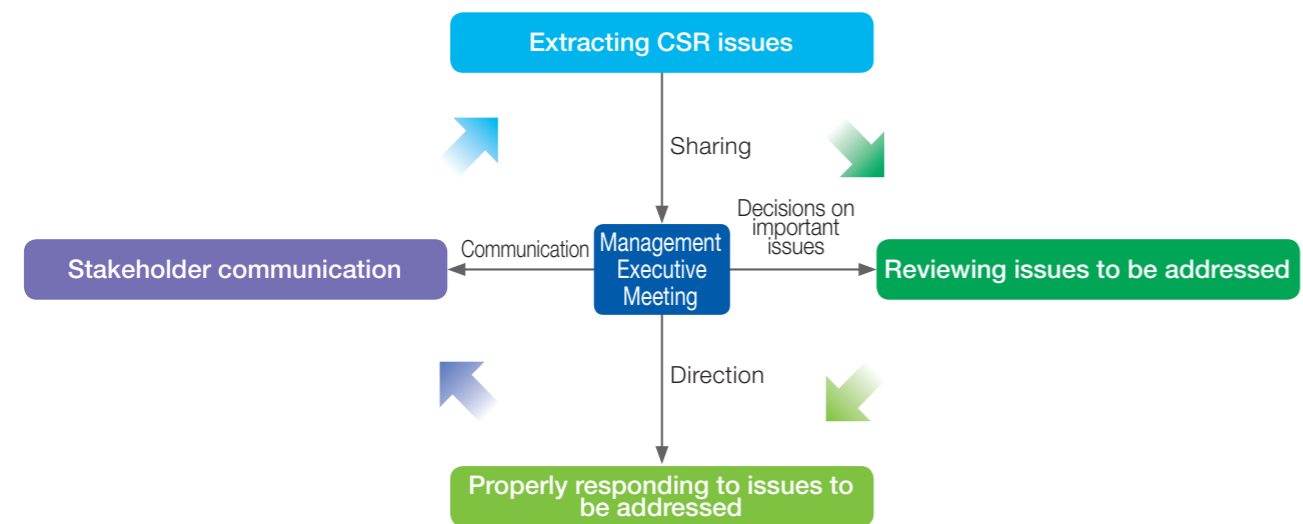 Extracting CSR issues
Sharing
Decisions on
important
issues
Communication
Management
Executive
Meeting
Stakeholder communication
Reviewing issues to be addressed
Direction
Properly responding to issues to
be addressed